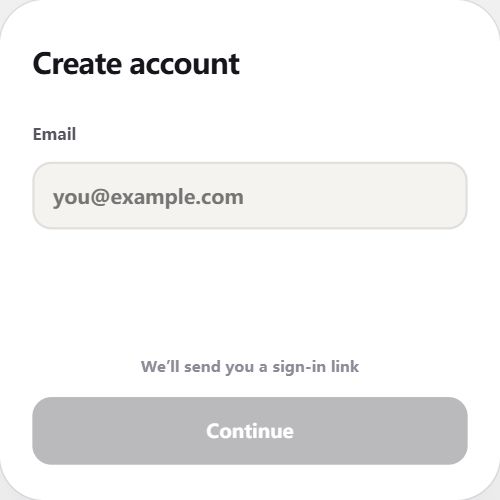 Create account
Email
you@example.com
We’ll send you a sign-in link
Continue